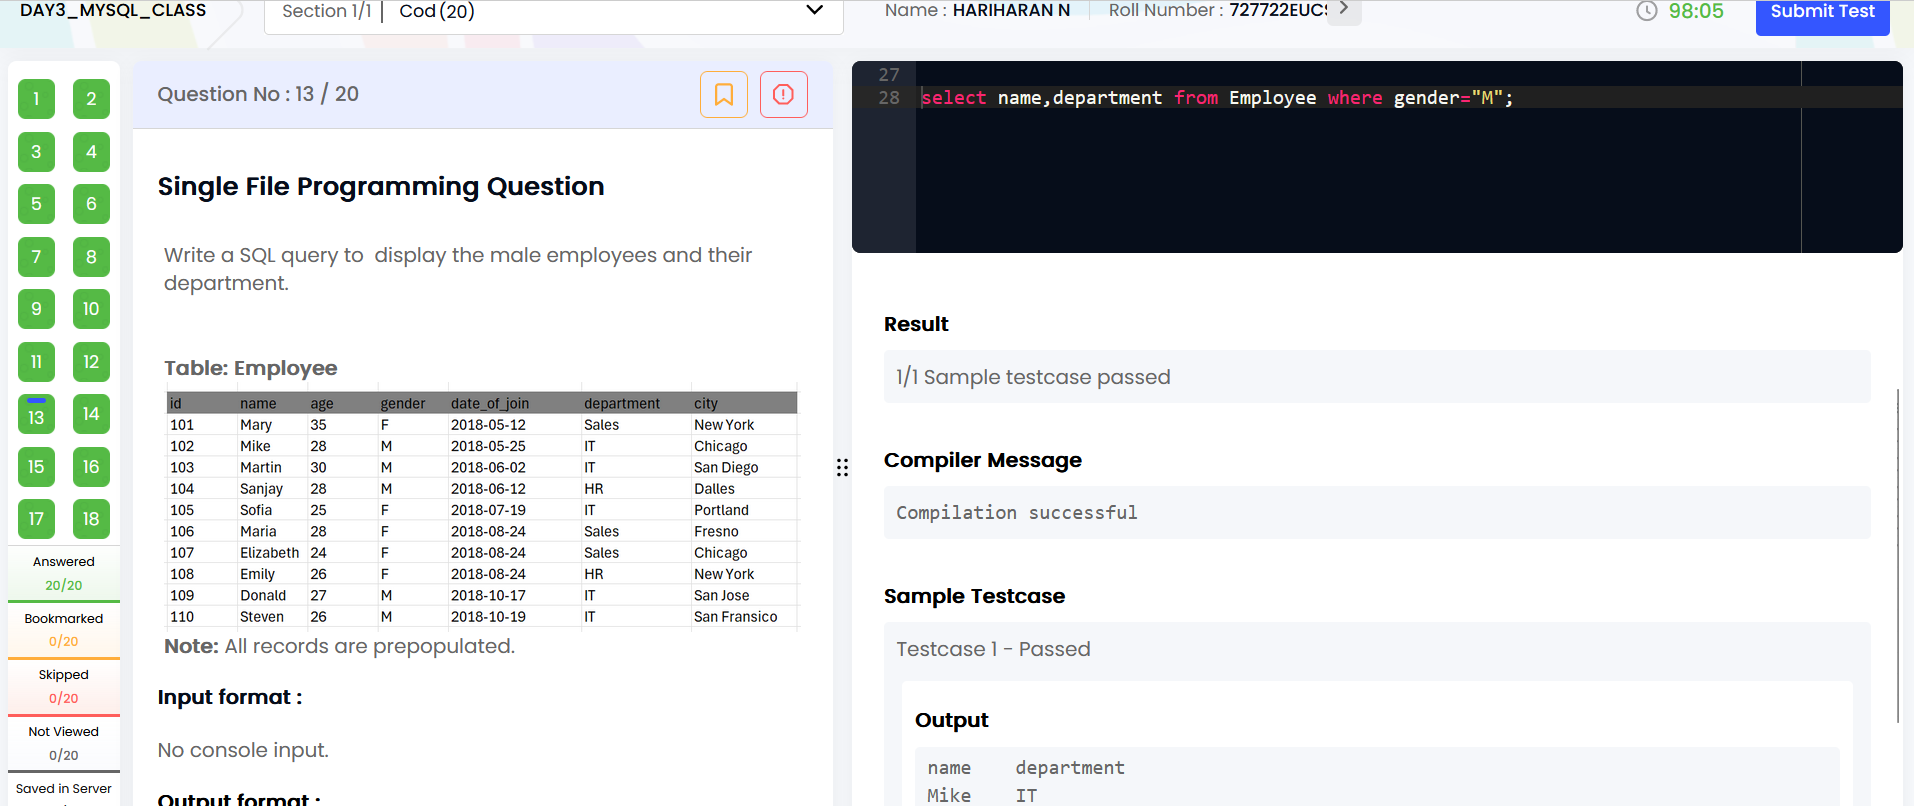 DAY3_MYSQL_CLASS
Section 1/1 | Cod (20)
Name : HARIHARAN N
Roll Number : 727722EUC
98:05
Submit Test
1 2
3 4
5 6
7 8
9 10
11 12
13 14
15 16
17 18
Answered
20/20
Bookmarked
0/20
Skipped
0/20
Not Viewed
0/20
Saved in Server
Question No : 13 / 20
Single File Programming Question
Write a SQL query to display the male employees and their
department.
Table: Employee
id name age gender date_of_join department city
101 Mary 35 F 2018-05-12 Sales New York
102 Mike 28 M 2018-05-25 IT Chicago
103 Martin 30 M 2018-06-02 IT San Diego
104 Sanjay 28 M 2018-06-12 HR Dalles
105 Sofia 25 F 2018-07-19 IT Portland
106 Maria 28 F 2018-08-24 Sales Fresno
107 Elizabeth 24 F 2018-08-24 Sales Chicago
108 Emily 26 F 2018-08-24 HR New York
109 Donald 27 M 2018-10-17 IT San Jose
110 Steven 26 M 2018-10-19 IT San Fransico
Note: All records are prepopulated.
Input format :
No console input.
Output format :
27
28 select name,department from Employee where gender="M";
Result
1/1 Sample testcase passed
Compiler Message
Compilation successful
Sample Testcase
Testcase 1 - Passed
Output
name department
Mike IT